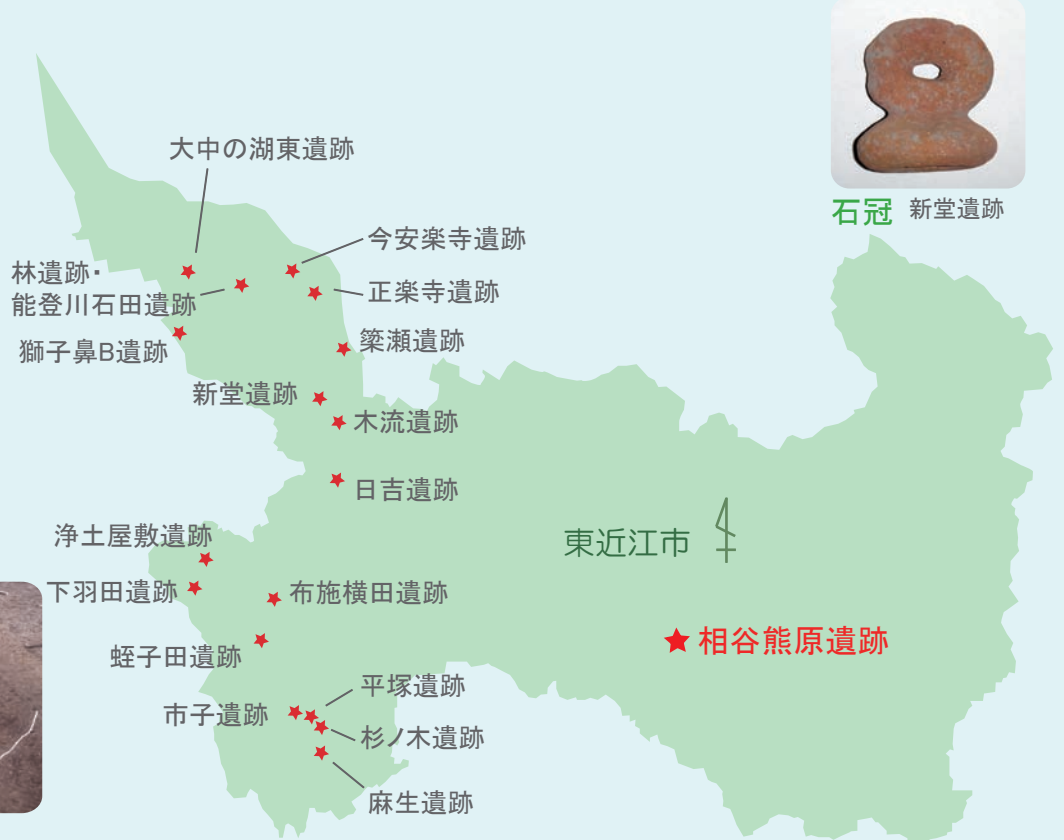 大中の湖東遺跡
石冠 新堂遺跡
今安楽寺遺跡
林遺跡・
能登川石田遺跡
正楽寺遺跡
獅子鼻B遺跡
簗瀬遺跡
新堂遺跡
木流遺跡
日吉遺跡
浄土屋敷遺跡
東近江市
下羽田遺跡
布施横田遺跡
相谷熊原遺跡
蛭子田遺跡
平塚遺跡
市子遺跡
杉ノ木遺跡
麻生遺跡